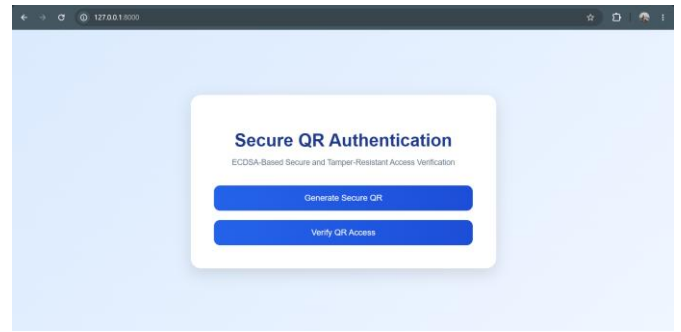 127.0.0.1:8000
Secure QR Authentication
ECDSA-Based Secure and Tamper-Resistant Access Verification
Generate Secure QR
Verify QR Access